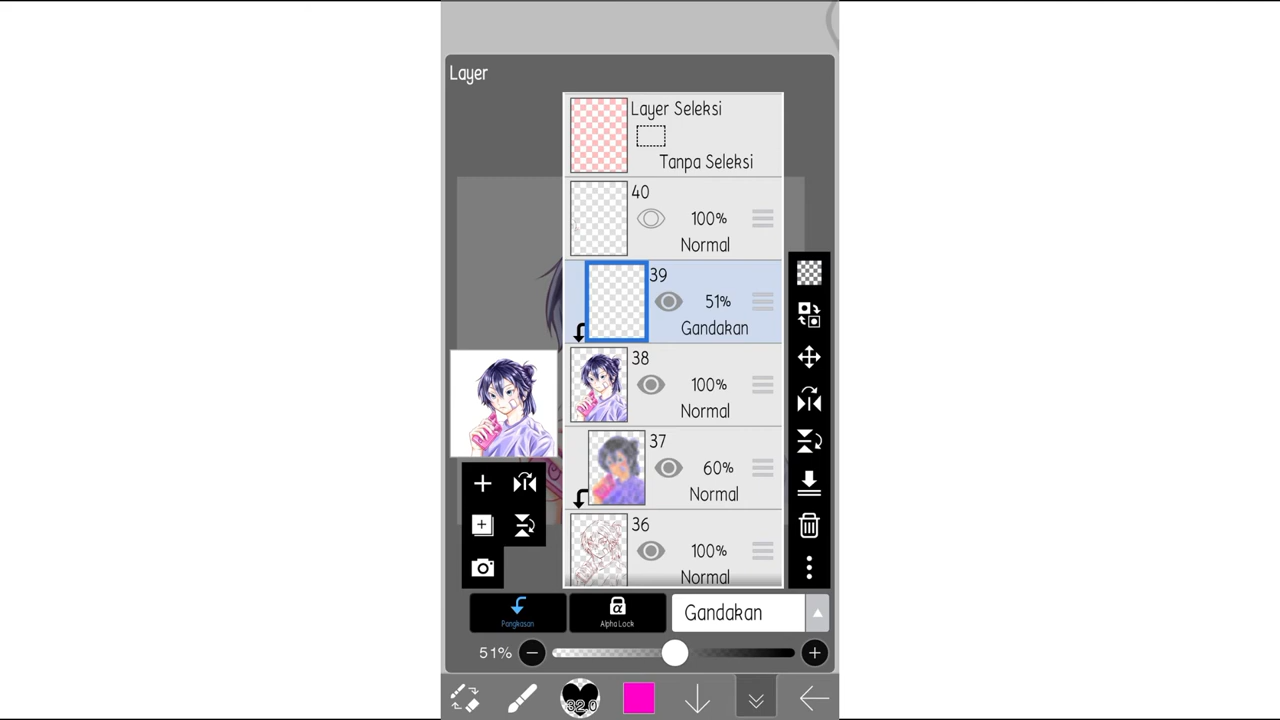 Layer
Layer Seleksi
Tanpa Seleksi
40
100%
Normal
39
51%
Gandakan
38
100%
Normal
37
60%
Normal
36
100%
Normal
Pangkasan
α
Alpha Lock
Gandakan
51%
32.0